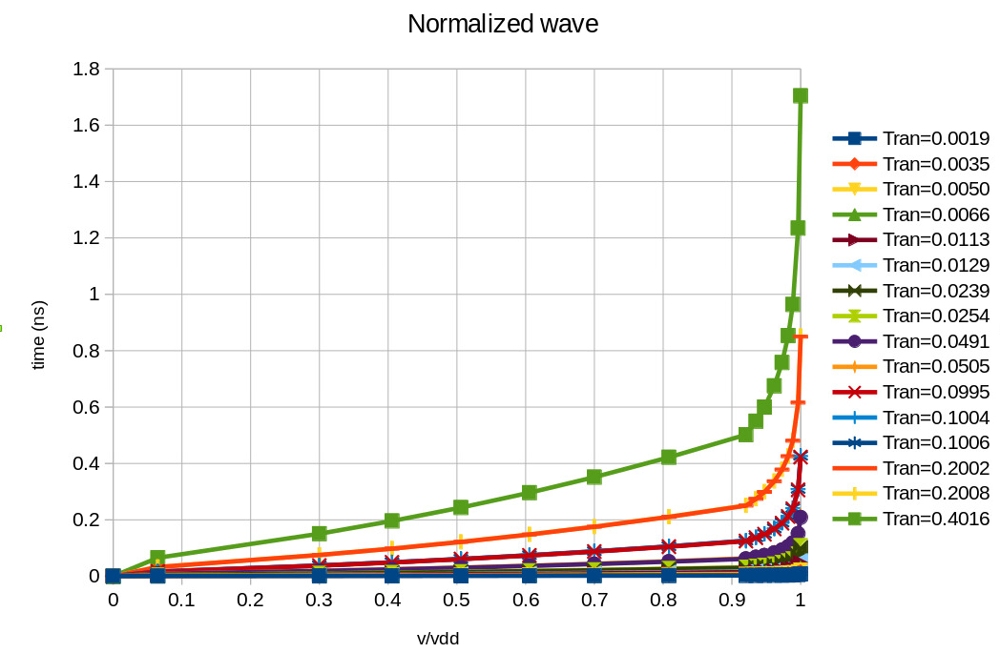 Normalized wave
1.8
1.6
1.4
1.2
1
0.8
0.6
0.4
0.2
0
time (ns)
0 0.1 0.2 0.3 0.4 0.5 0.6 0.7 0.8 0.9 1
v/vdd
Tran=0.0019
Tran=0.0035
Tran=0.0050
Tran=0.0066
Tran=0.0113
Tran=0.0129
Tran=0.0239
Tran=0.0254
Tran=0.0491
Tran=0.0505
Tran=0.0995
Tran=0.1004
Tran=0.1006
Tran=0.2002
Tran=0.2008
Tran=0.4016